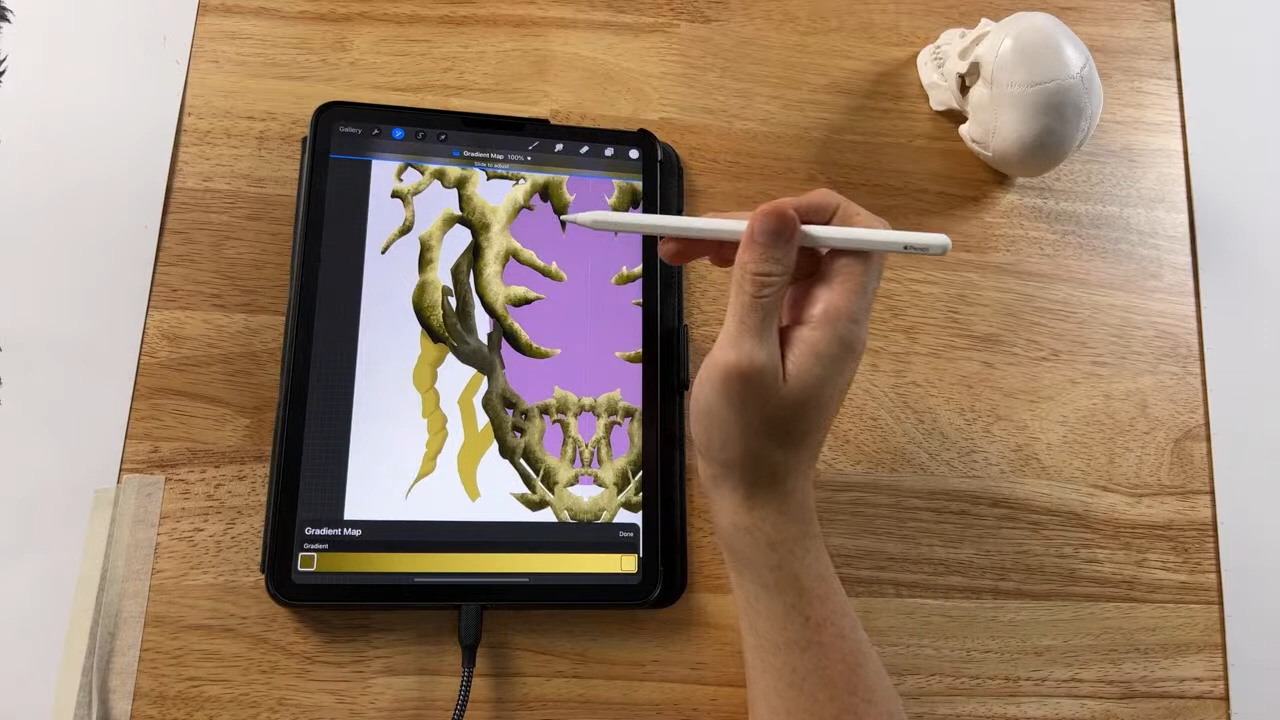 Gallery
Gradient Map 100%
Slide to adjust
Pencil
Gradient Map
Done
Gradient